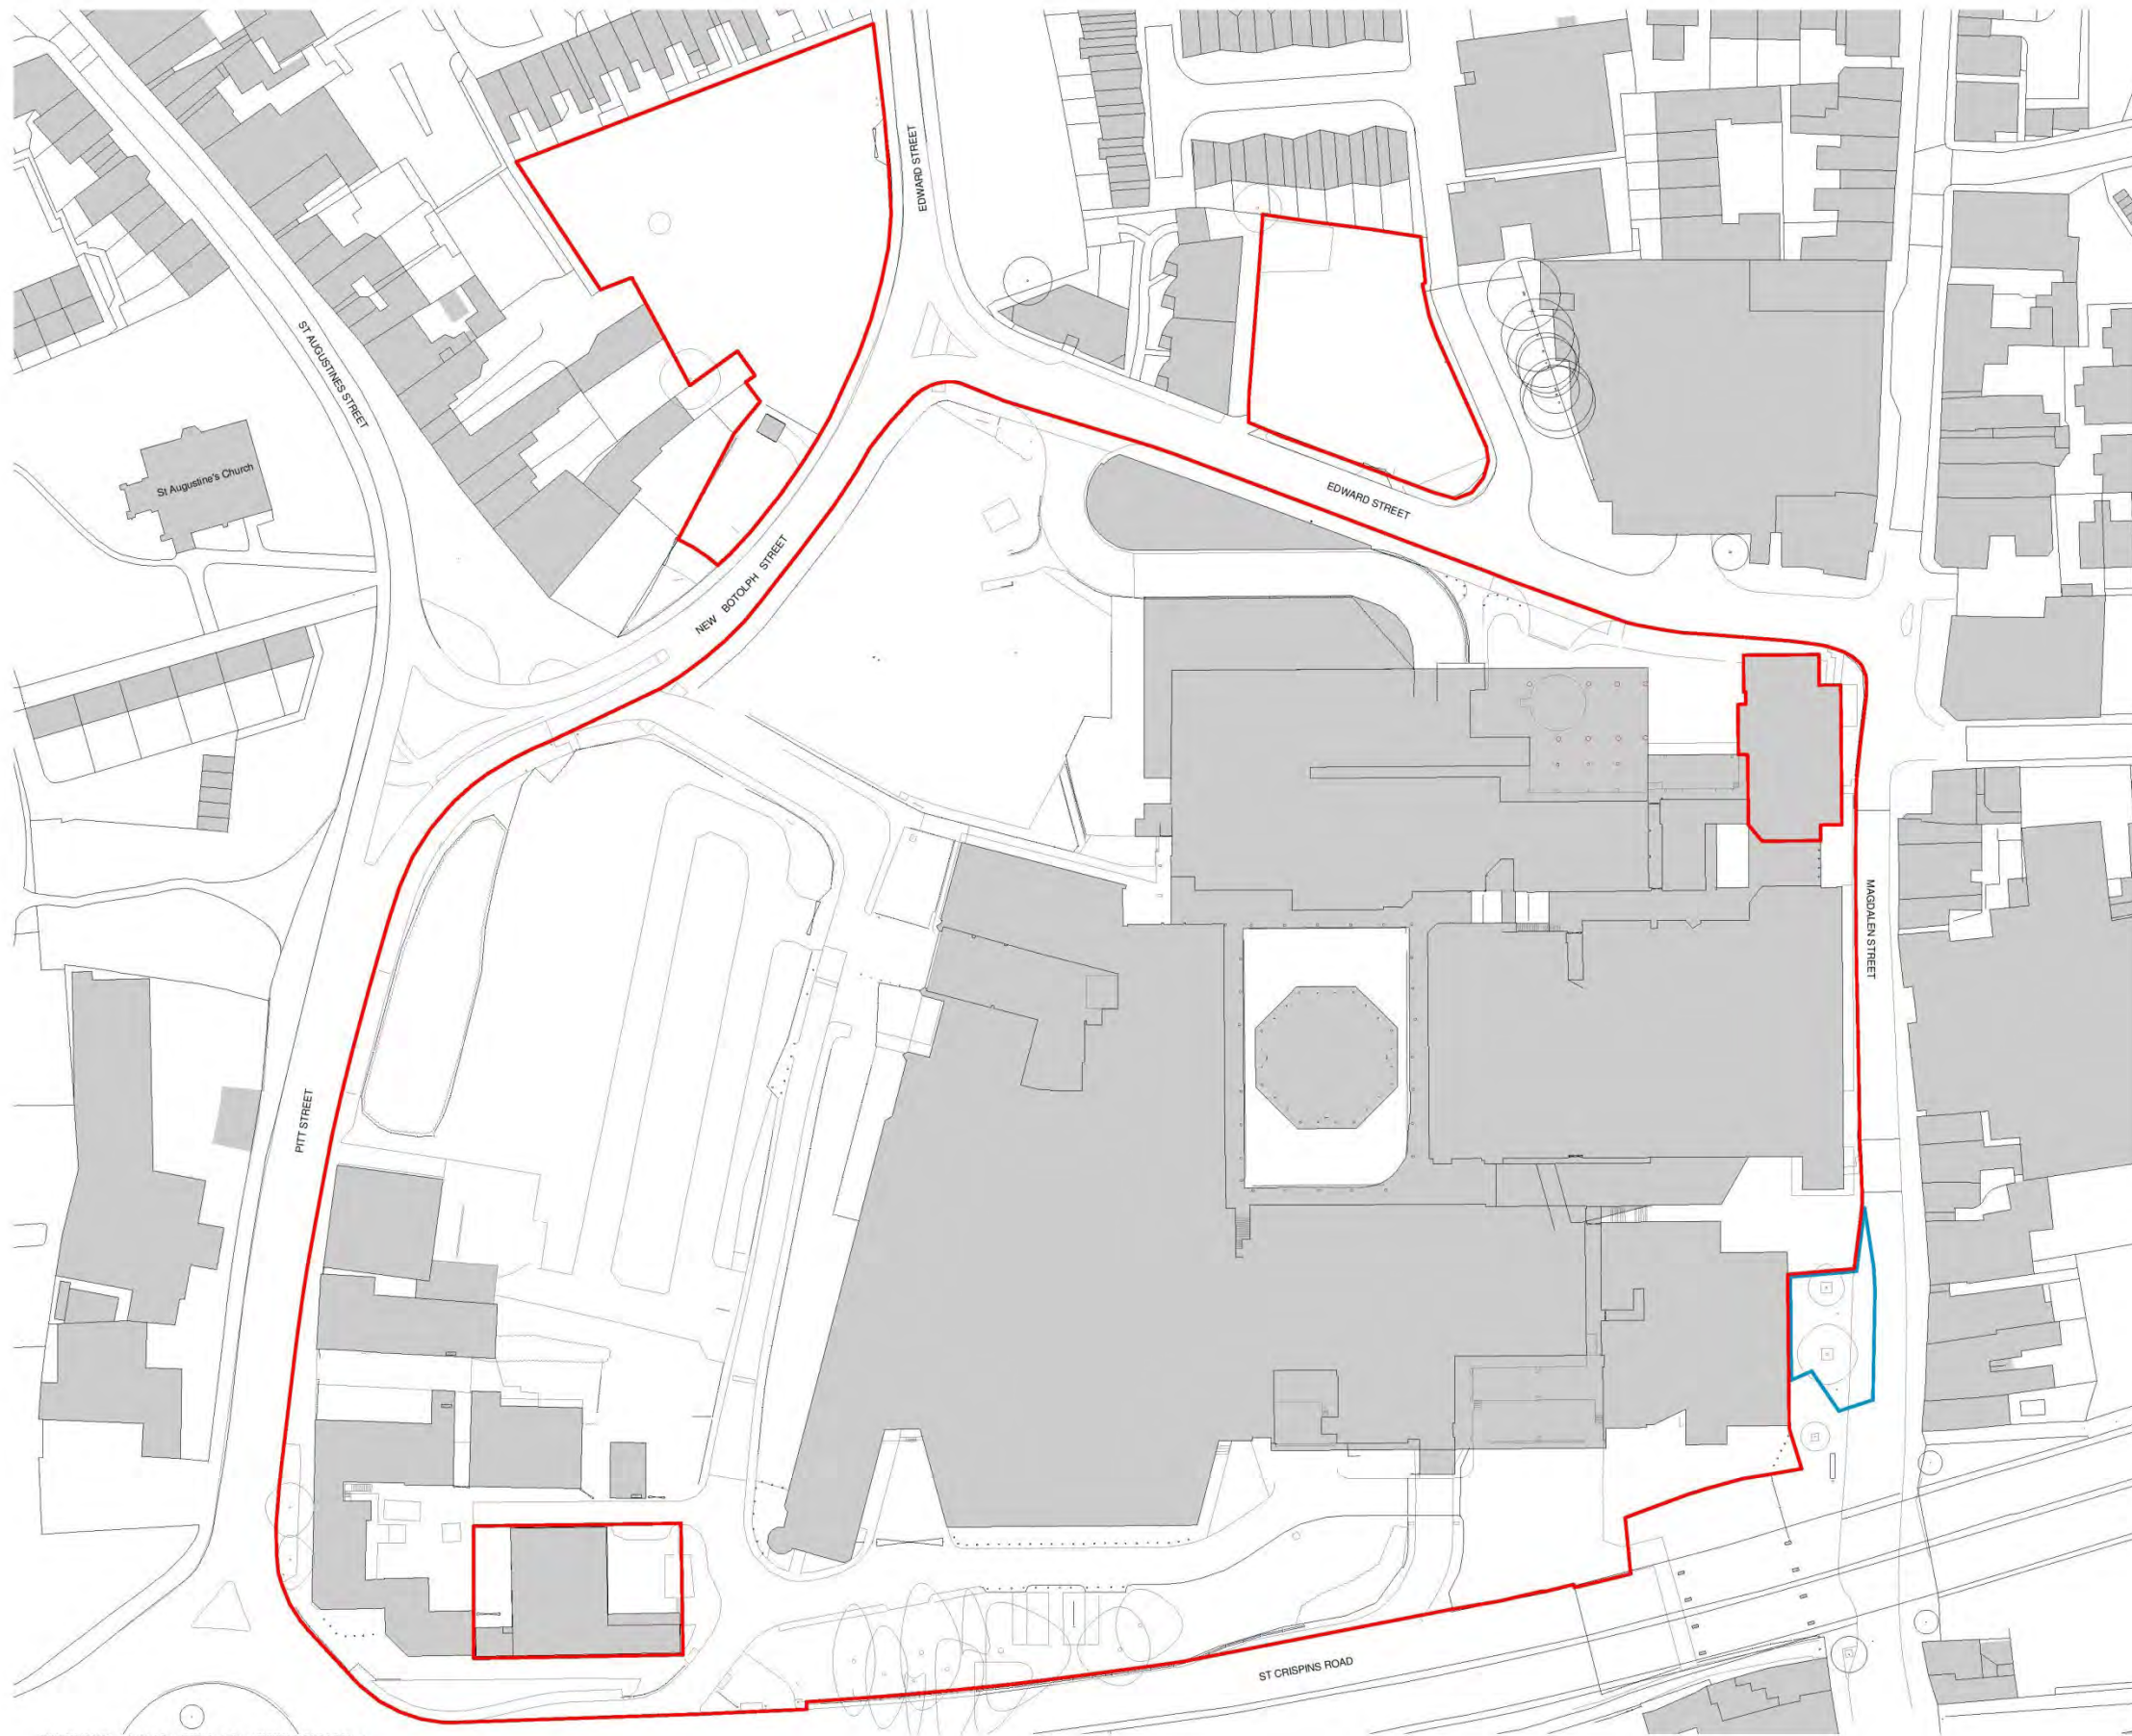 EDWARD STREET
ST AUGUSTINES STREET
St Augustine's Church
EDWARD STREET
NEW BOTOLPH STREET
MAGDALEN STREET
PITT STREET
ST CRISPINS ROAD